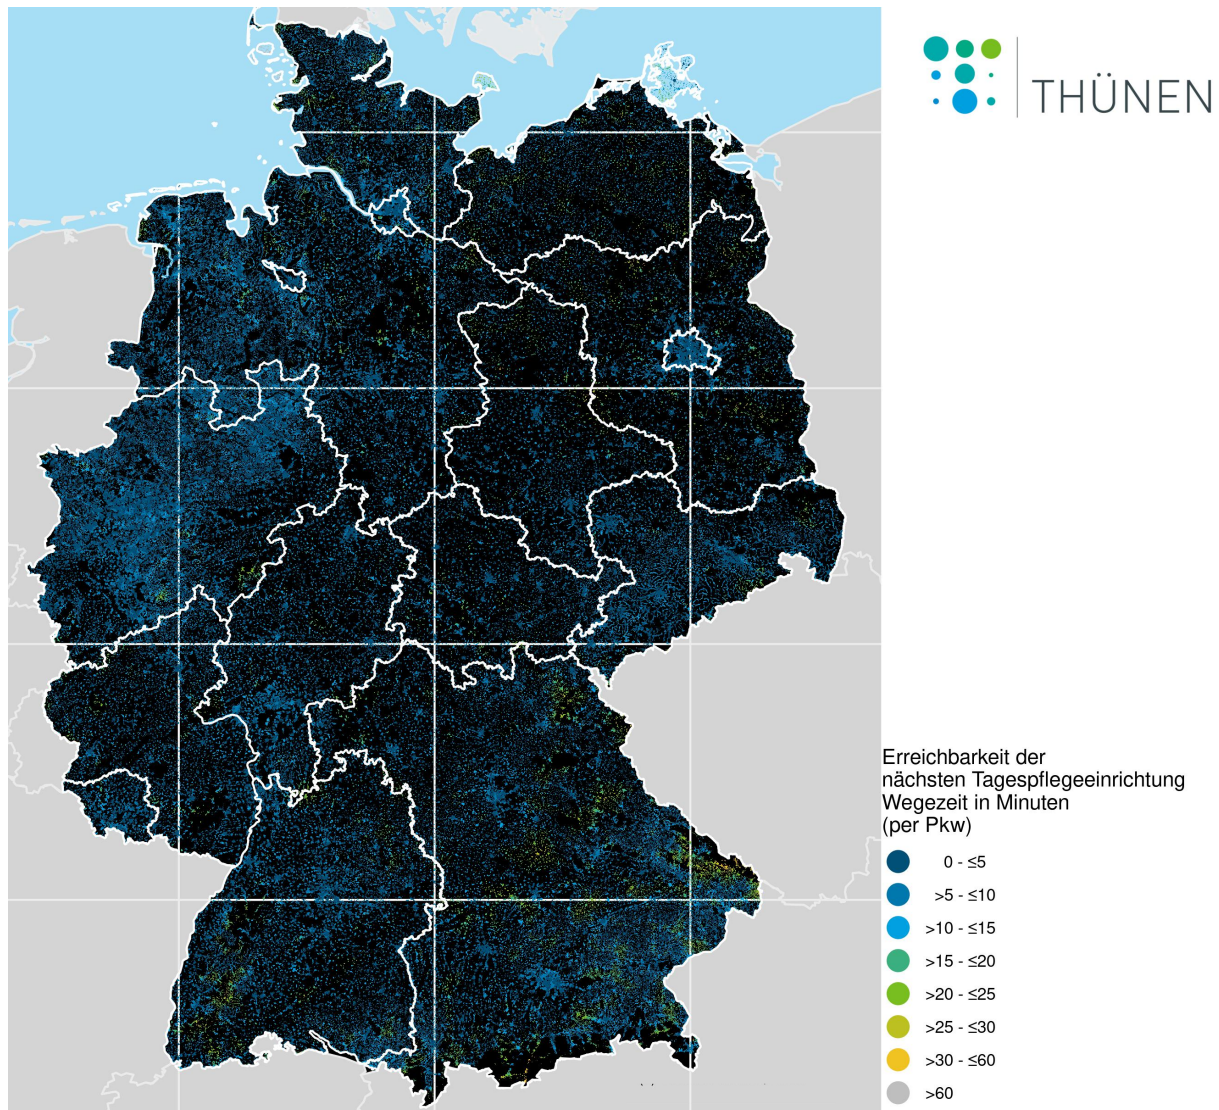 THÜNEN
Erreichbarkeit der
nächsten Tagespflegeeinrichtung
Wegezeit in Minuten
(per Pkw)
0 - ≤5
>5 - ≤10
>10 - ≤15
>15 - ≤20
>20 - ≤25
>25 - ≤30
>30 - ≤60
>60